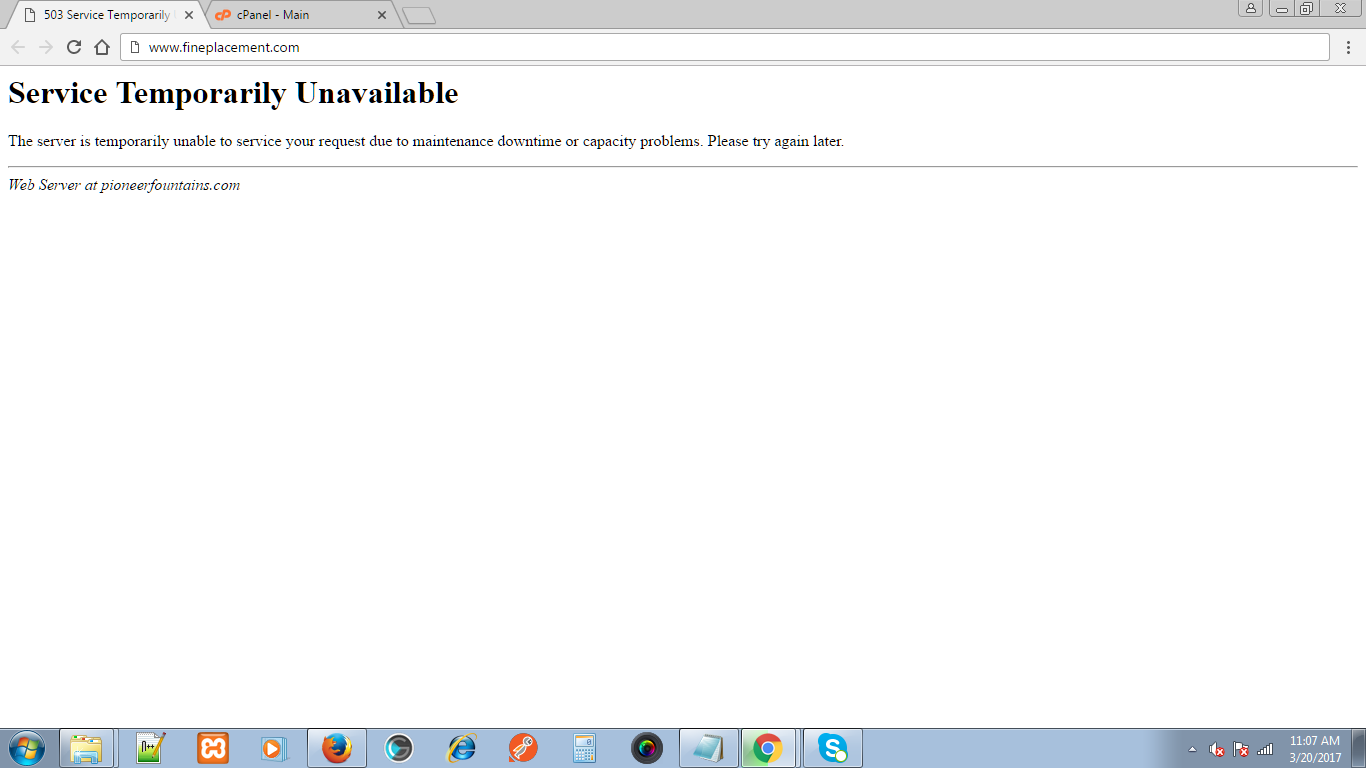 503 Service Temporarily
cPanel - Main
www.fineplacement.com
Service Temporarily Unavailable
The server is temporarily unable to service your request due to maintenance downtime or capacity problems. Please try again later.
Web Server at pioneerfountains.com
11:07 AM
3/20/2017